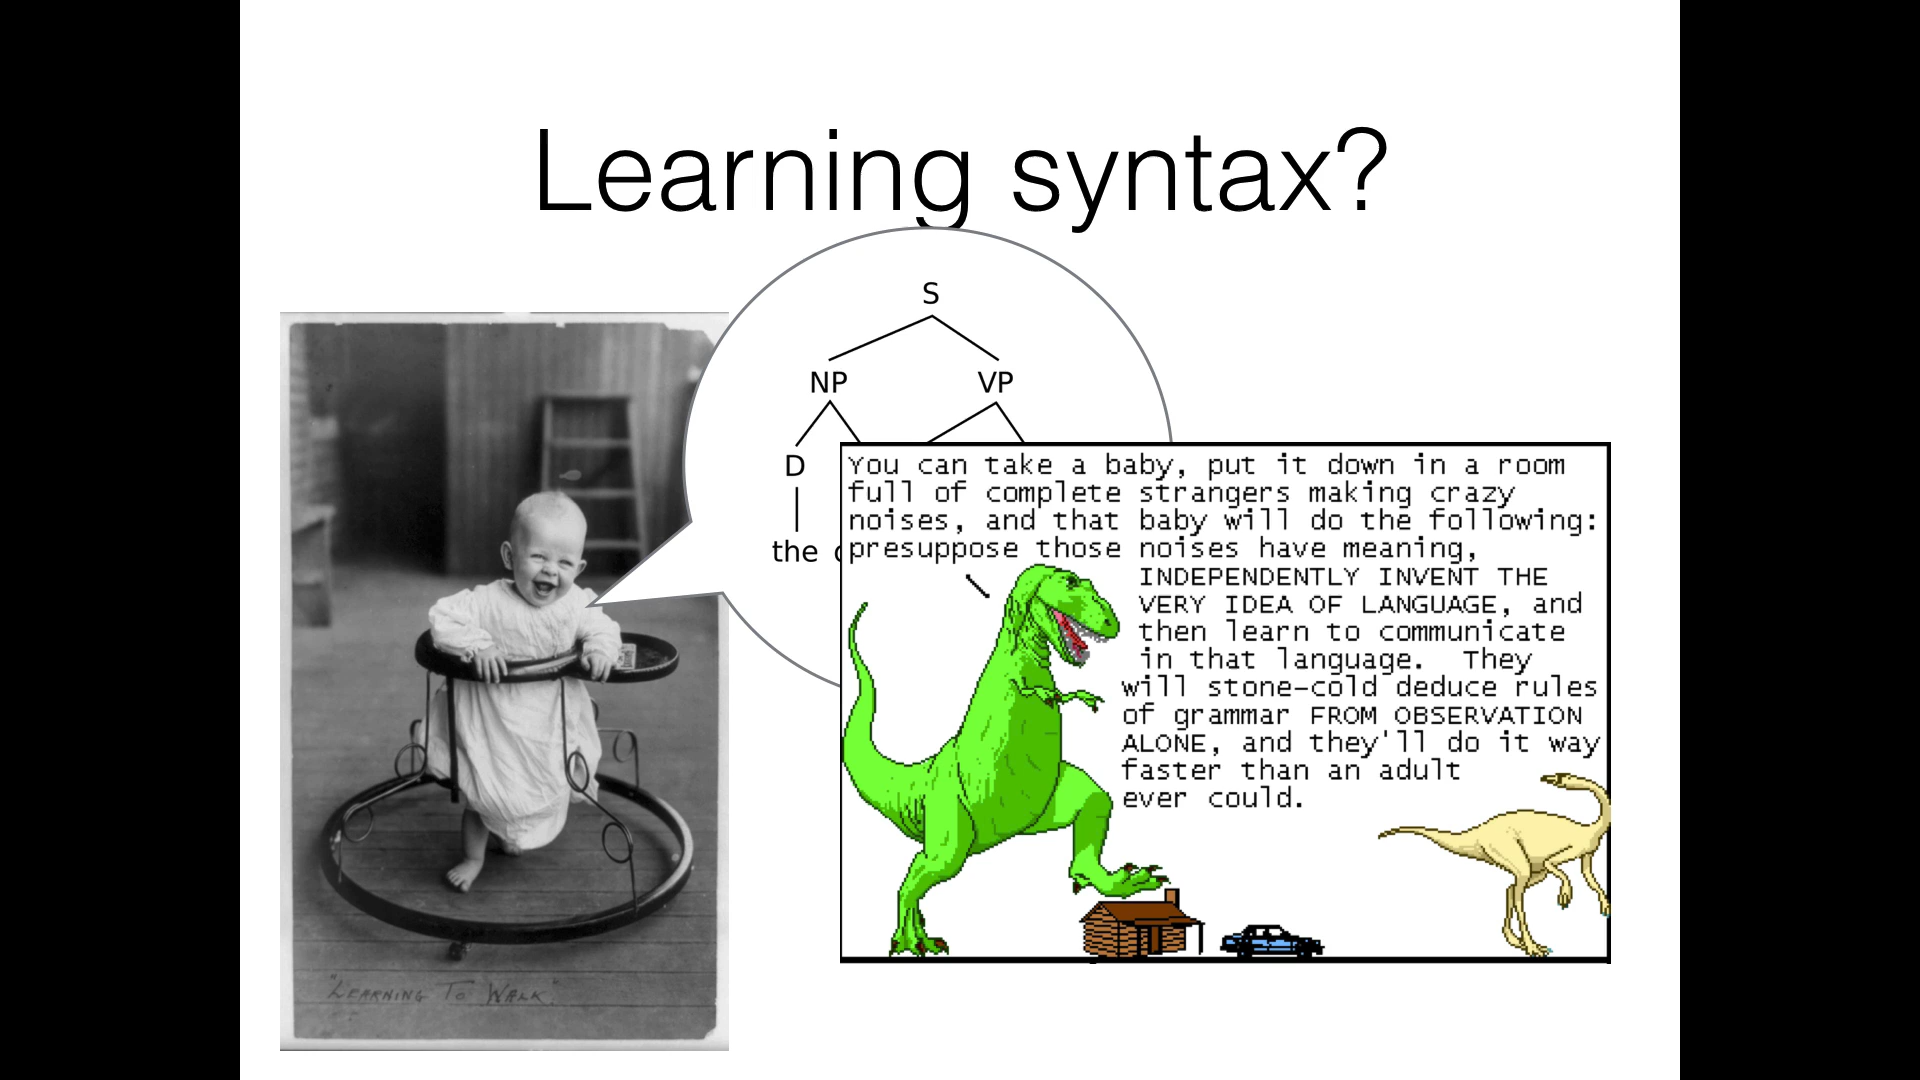 Learning syntax?
S
NP VP
D
the
You can take a baby, put it down in a room
full of complete strangers making crazy
noises, and that baby will do the following:
presuppose those noises have meaning,
INDEPENDENTLY INVENT THE
VERY IDEA OF LANGUAGE, and
then learn to communicate
in that language. They
will stone-cold deduce rules
of grammar FROM OBSERVATION
ALONE, and they'll do it way
faster than an adult
ever could.
"LEARNING To WALK."